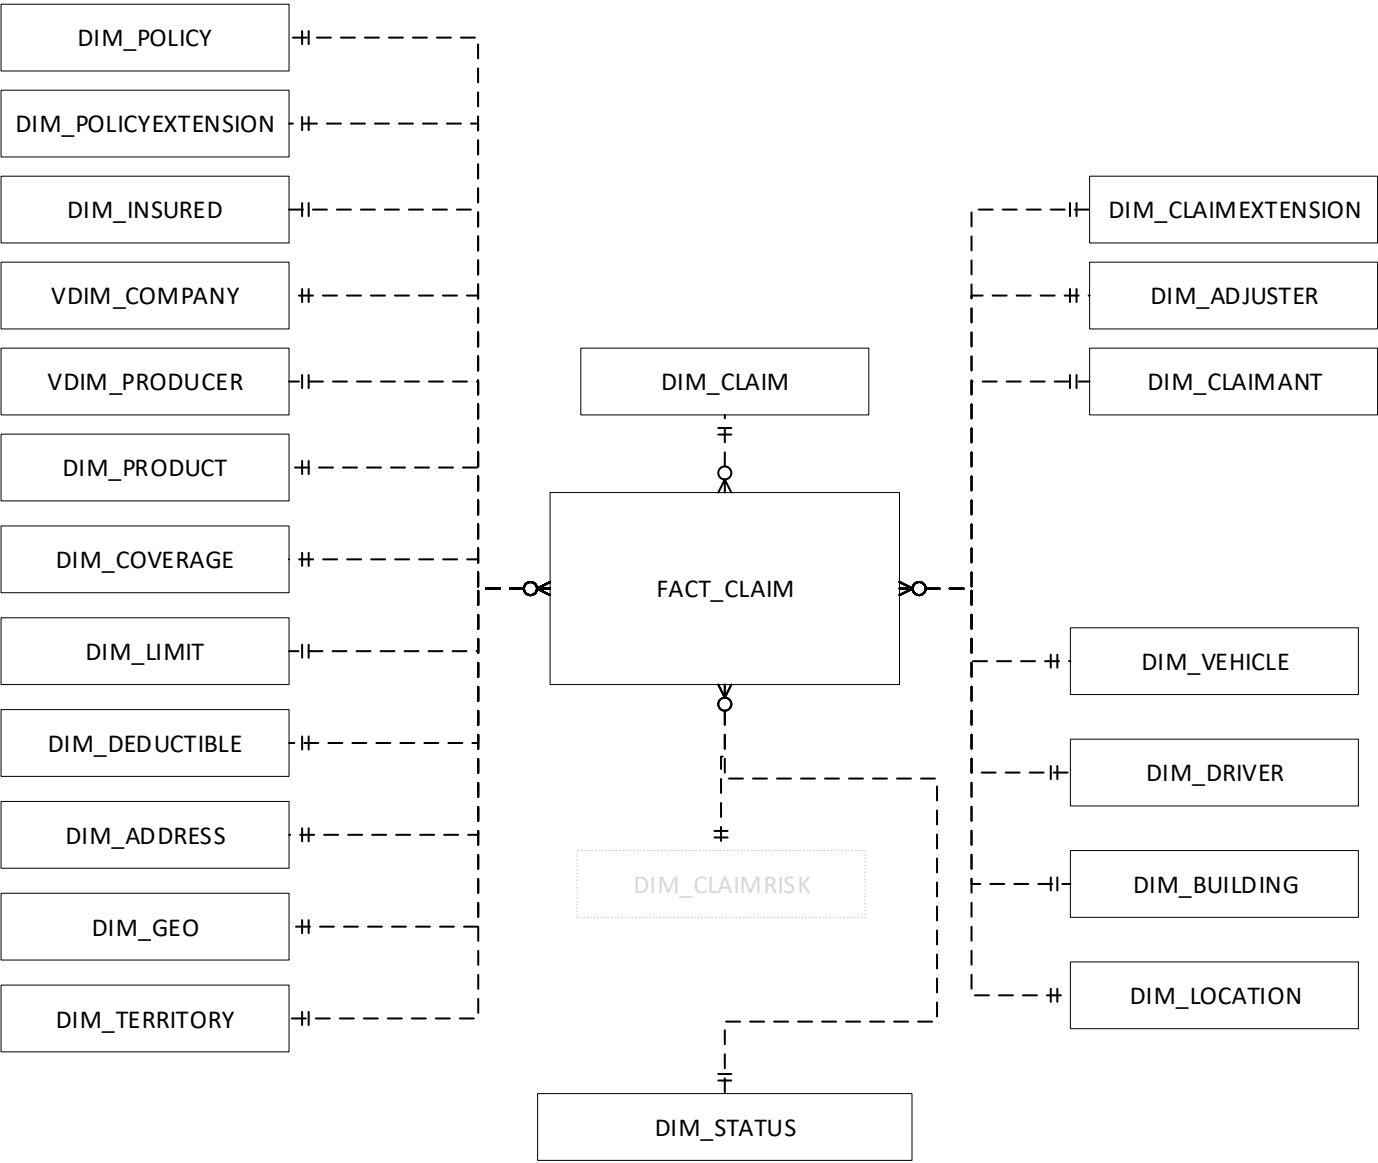 DIM_POLICY
DIM_POLICYEXTENSION
DIM_INSURED
VDIM_COMPANY
VDIM_PRODUCER
DIM_PRODUCT
DIM_COVERAGE
DIM_LIMIT
DIM_DEDUCTIBLE
DIM_ADDRESS
DIM_GEO
DIM_TERRITORY
DIM_CLAIM
FACT_CLAIM
DIM_CLAIMRISK
DIM_STATUS
DIM_CLAIMEXTENSION
DIM_ADJUSTER
DIM_CLAIMANT
DIM_VEHICLE
DIM_DRIVER
DIM_BUILDING
DIM_LOCATION